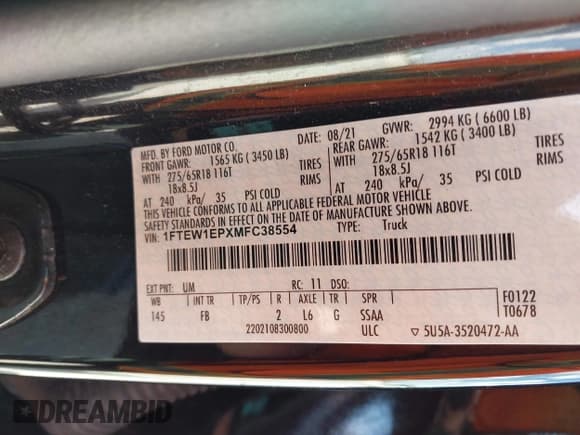 MFD. BY FORD MOTOR CO.
DATE: 08/21 GVWR: 2994 KG ( 6600 LB)
FRONT GAWR: 1565 KG ( 3450 LB) REAR GAWR: 1542 KG ( 3400 LB)
WITH 275/65R18 116T TIRES WITH 275/65R18 116T TIRES
18x8.5J RIMS 18x8.5J RIMS
AT 240 kPa/ 35 PSI COLD AT 240 kPa/ 35 PSI COLD
THIS VEHICLE CONFORMS TO ALL APPLICABLE FEDERAL MOTOR VEHICLE
SAFETY AND THEFT PREVENTION STANDARDS IN EFFECT ON THE DATE OF MANUFACTURE SHOWN ABOVE.
VIN: 1FTEW1EPXMFC38554 TYPE: Truck
EXT PNT: UM RC: 11 DSO: F0122
WB INT TR TP/PS R AXLE TR SPR T0678
145 FB 2 L6 G SSAA
2202108300800 ULC ▽ 5U5A-3520472-AA
DREAMBID